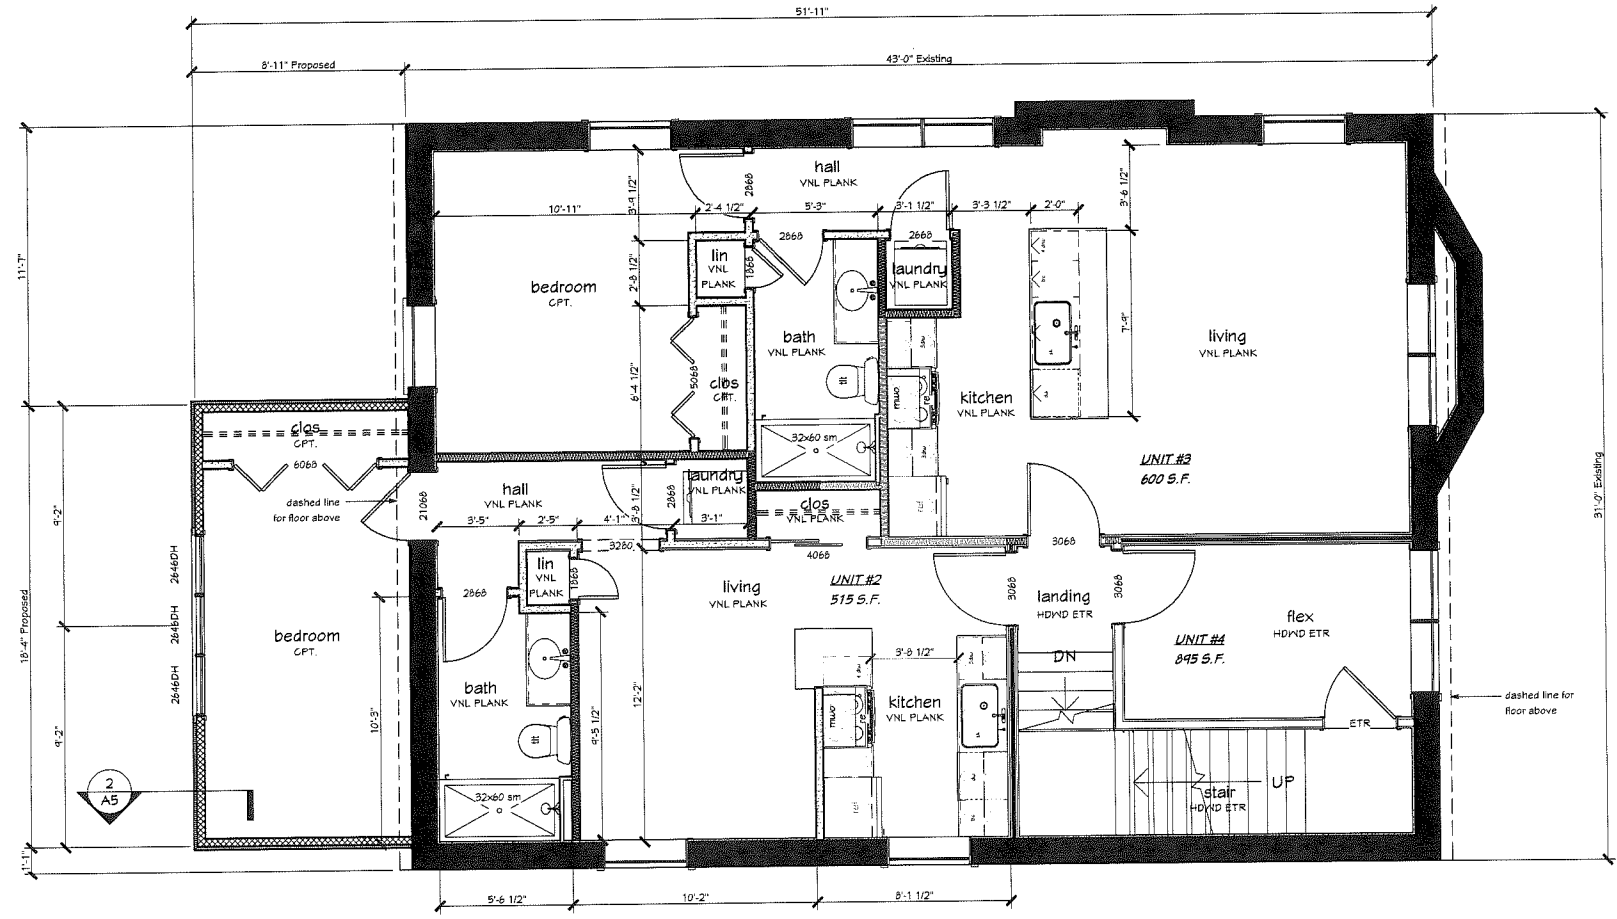 51'-11"
8'-11" Proposed
43'-0" Existing
hall
VNL PLANK
2868
3'-9 1/2"
3'-6 1/2"
10'-11"
2'-4 1/2"
5'-3"
3'-1 1/2"
3'-3 1/2"
2'-0"
2868
2668
11'-7"
lin
VNL
PLANK
1868
laundry
VNL PLANK
2'-8 1/2"
bedroom
CPT.
7'-9"
bath
VNL PLANK
living
VNL PLANK
6'-4 1/2"
5068
clos
CPT.
tlt
mwo
re
kitchen
VNL PLANK
clos
CPT.
6068
32x60 sm
UNIT #3
600 S.F.
31'-0" Existing
hall
VNL PLANK
laundry
VNL PLANK
2868
dashed line
for floor above
21068
3'-8 1/2"
clos
VNL PLANK
9'-2"
3'-5"
2'-5"
4'-1"
3'-1"
3280
4068
3068
2646DH
2646DH
2646DH
lin
VNL
PLANK
1868
2868
living
VNL PLANK
UNIT #2
515 S.F.
3068
landing
HDWD ETR
3068
flex
HDWD ETR
18'-4" Proposed
bedroom
CPT.
UNIT #4
895 S.F.
DN
3'-8 1/2"
bath
VNL PLANK
12'-2"
kitchen
VNL PLANK
mwo
re
dashed line for
floor above
10'-3"
9'-5 1/2"
9'-2"
tlt
ETR
2
A5
32x60 sm
stair
HDWD ETR
UP
1'-1"
5'-6 1/2"
10'-2"
8'-1 1/2"